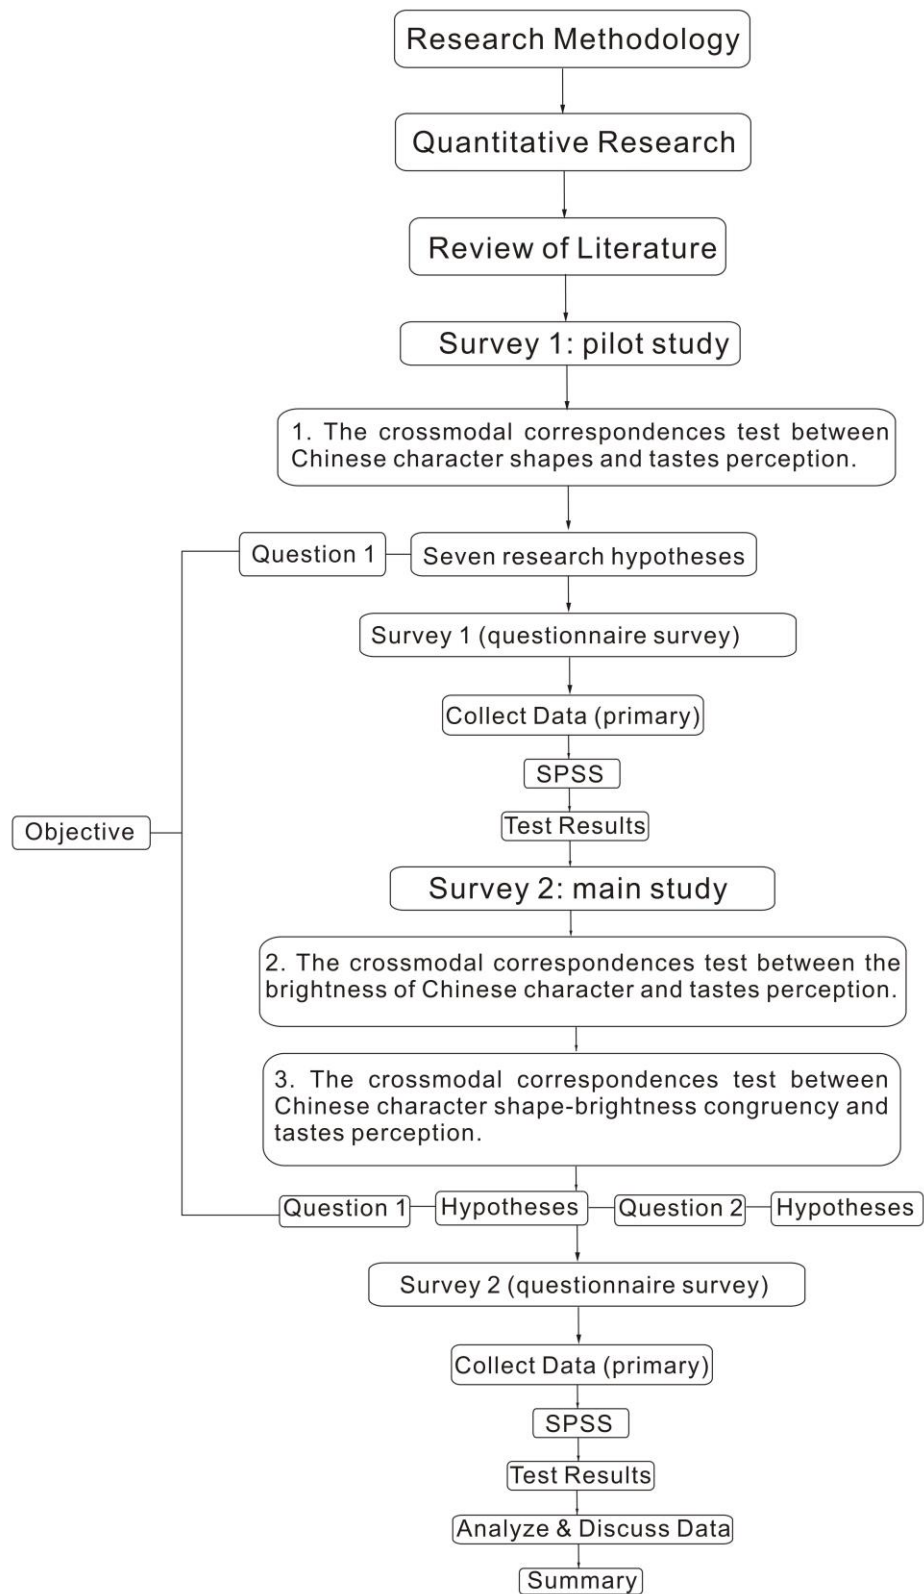 Research Methodology
Quantitative Research
Review of Literature
Survey 1: pilot study
1. The crossmodal correspondences test between
Chinese character shapes and tastes perception.
Question 1
Seven research hypotheses
Survey 1 (questionnaire survey)
Collect Data (primary)
SPSS
Test Results
Objective
Survey 2: main study
2. The crossmodal correspondences test between the
brightness of Chinese character and tastes perception.
3. The crossmodal correspondences test between
Chinese character shape-brightness congruency and
tastes perception.
Question 1
Hypotheses
Question 2
Hypotheses
Survey 2 (questionnaire survey)
Collect Data (primary)
SPSS
Test Results
Analyze & Discuss Data
Summary